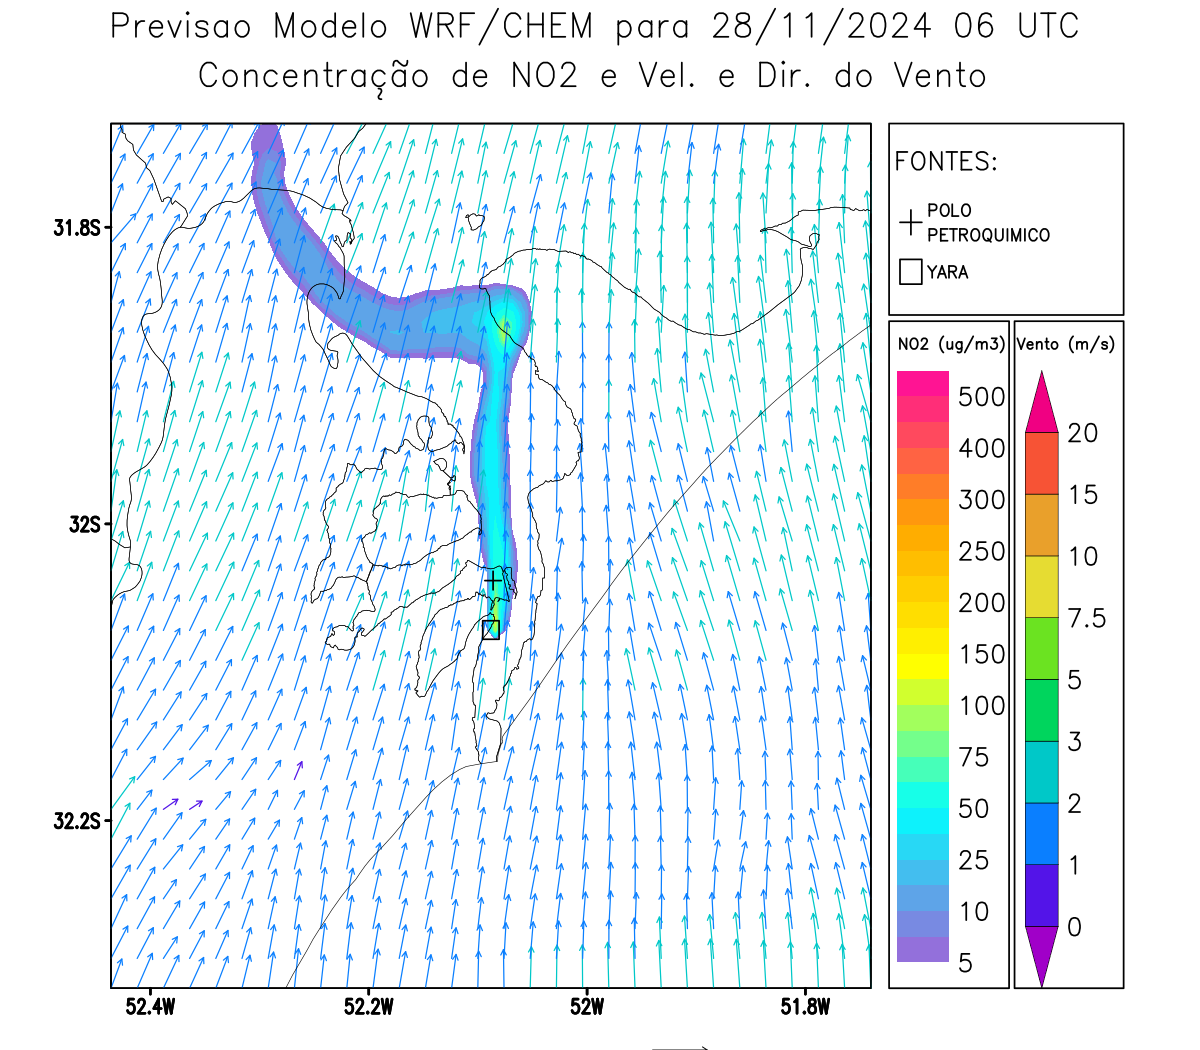 Previsao Modelo WRF/CHEM para 28/11/2024 06 UTC
Concentração de NO2 e Vel. e Dir. do Vento
FONTES:
POLO
PETROQUIMICO
YARA
NO2 (ug/m3)
500
400
300
250
200
150
100
75
50
25
10
5
Vento (m/s)
20
15
10
7.5
5
3
2
1
0
31.8S
32S
32.2S
52.4W
52.2W
52W
51.8W